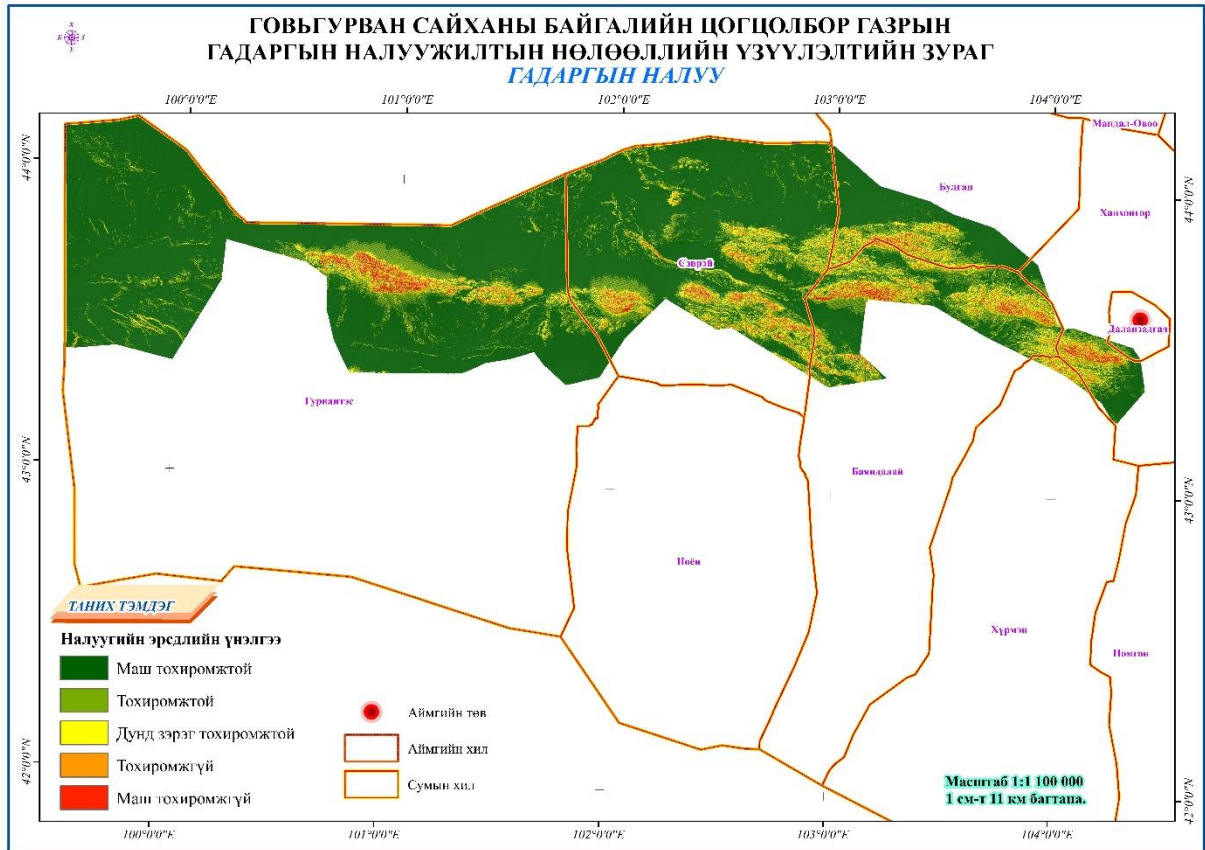 ГОВЬГУРВАН САЙХАНЫ БАЙГАЛИЙН ЦОГЦОЛБОР ГАЗРЫН
ГАДАРГЫН НАЛУУЖИЛТЫН НӨЛӨӨЛЛИЙН ҮЗҮҮЛЭЛТИЙН ЗУРАГ
ГАДАРГЫН НАЛУУ
100°0'0"E 101°0'0"E 102°0'0"E 103°0'0"E 104°0'0"E
44°0'0"N
Мандал-Овоо
Булган
44°0'0"N
Ханхонгор
Сэврэй
Даланзадгад
Гурвантэс
43°0'0"N
Баяндалай
43°0'0"N
Ноён
Хүрмэн
Номгон
ТАНИХ ТЭМДЭГ
Налуугийн эрсдлийн үнэлгээ
Маш тохиромжтой
Тохиромжтой
Дунд зэрэг тохиромжтой
Тохиромжгүй
Маш тохиромжгүй
Аймгийн төв
Аймгийн хил
Сумын хил
42°0'0"N
Масштаб 1:1 100 000
1 см-т 11 км багтана.
42°0'0"N
100°0'0"E 101°0'0"E 102°0'0"E 103°0'0"E 104°0'0"E